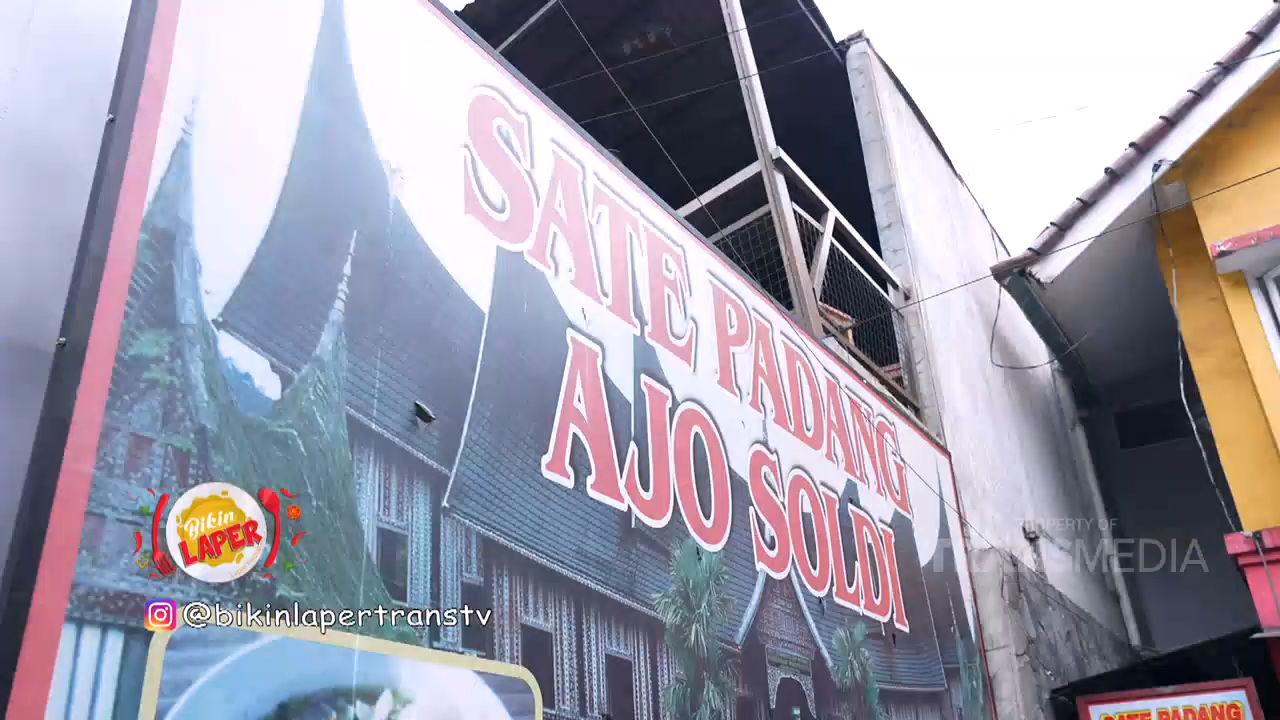 SATE PADANG
AJO SOLDI
Bikin
LAPER
@bikinlapertranstv
PROPERTY OF
TRANSMEDIA
SATE PADANG